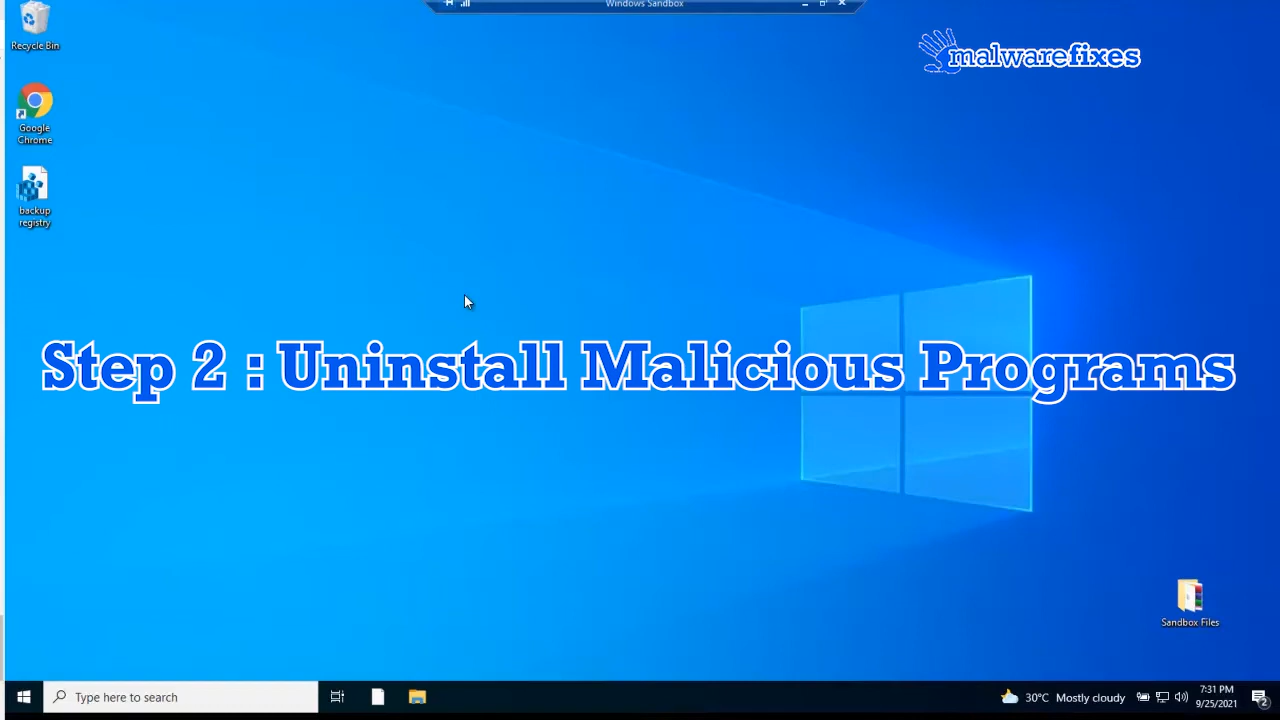 Windows Sandbox
malwarefixes
Recycle Bin
Google
Chrome
backup
registry
Step 2 : Uninstall Malicious Programs
Sandbox Files
Type here to search
30°C Mostly cloudy
7:31 PM
9/25/2021
2